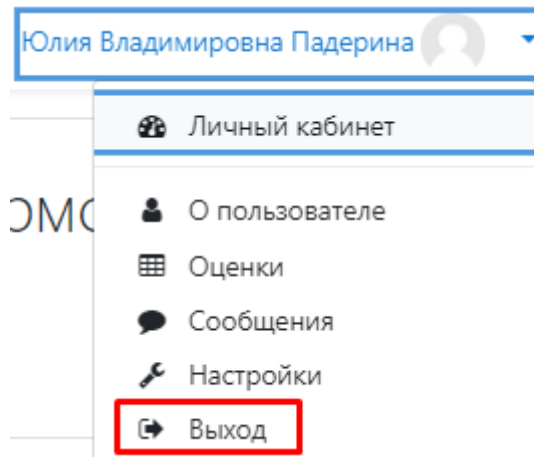 Юлия Владимировна Падерина
Личный кабинет
О пользователе
Оценки
Сообщения
Настройки
Выход